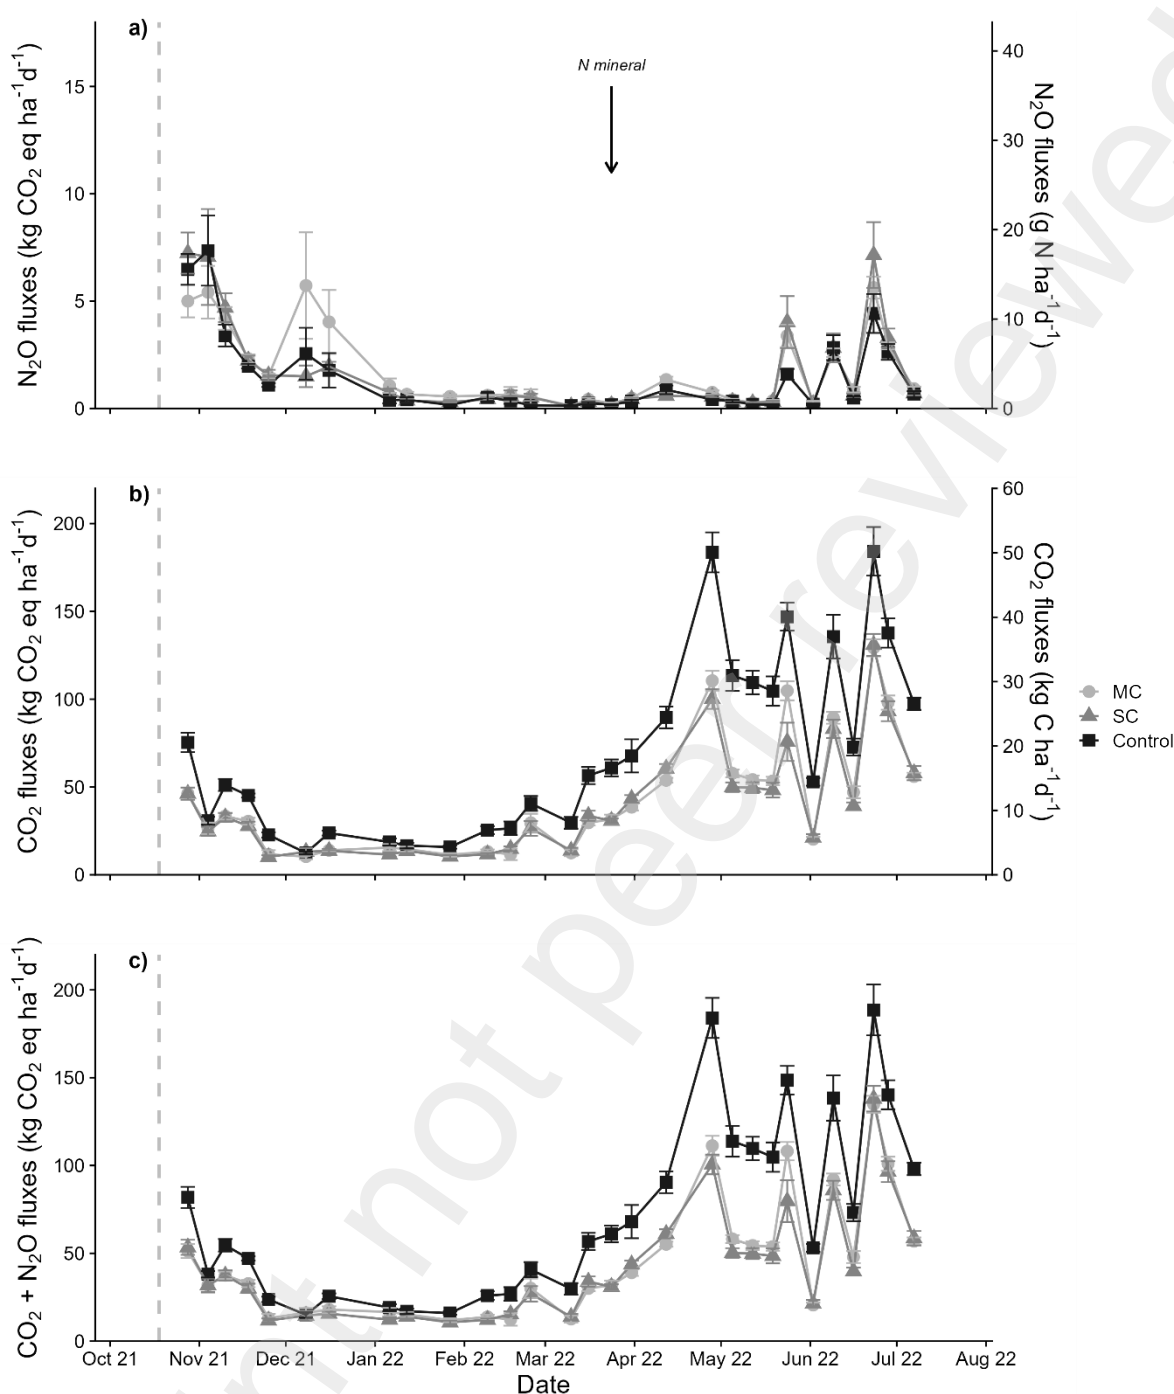 a)
N mineral
N₂O fluxes (kg CO₂ eq ha⁻¹d⁻¹)
15
10
5
0
N₂O fluxes (g N ha⁻¹d⁻¹)
40
30
20
10
0
b)
CO₂ fluxes (kg CO₂ eq ha⁻¹d⁻¹)
200
150
100
50
0
CO₂ fluxes (kg C ha⁻¹d⁻¹)
60
50
40
30
20
10
0
MC
SC
Control
c)
CO₂ + N₂O fluxes (kg CO₂ eq ha⁻¹d⁻¹)
200
150
100
50
0
Oct 21 Nov 21 Dec 21 Jan 22 Feb 22 Mar 22 Apr 22 May 22 Jun 22 Jul 22 Aug 22
Date
not peer reviewed